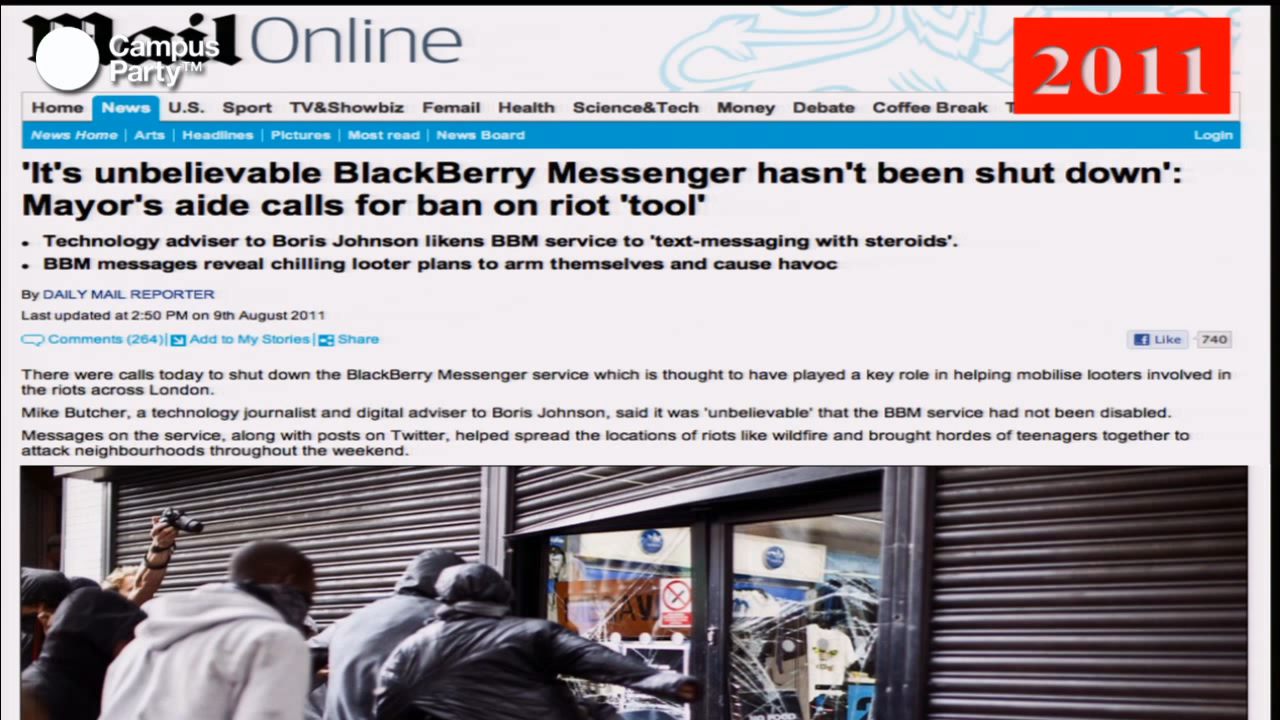 Mail Online
Campus
Party™
2011
Home News U.S. Sport TV&Showbiz Femail Health Science&Tech Money Debate Coffee Break
News Home | Arts | Headlines | Pictures | Most read | News Board Login
'It's unbelievable BlackBerry Messenger hasn't been shut down':
Mayor's aide calls for ban on riot 'tool'
• Technology adviser to Boris Johnson likens BBM service to 'text-messaging with steroids'.
• BBM messages reveal chilling looter plans to arm themselves and cause havoc
By DAILY MAIL REPORTER
Last updated at 2:50 PM on 9th August 2011
Comments (264)| Add to My Stories| Share Like 740
There were calls today to shut down the BlackBerry Messenger service which is thought to have played a key role in helping mobilise looters involved in
the riots across London.
Mike Butcher, a technology journalist and digital adviser to Boris Johnson, said it was 'unbelievable' that the BBM service had not been disabled.
Messages on the service, along with posts on Twitter, helped spread the locations of riots like wildfire and brought hordes of teenagers together to
attack neighbourhoods throughout the weekend.